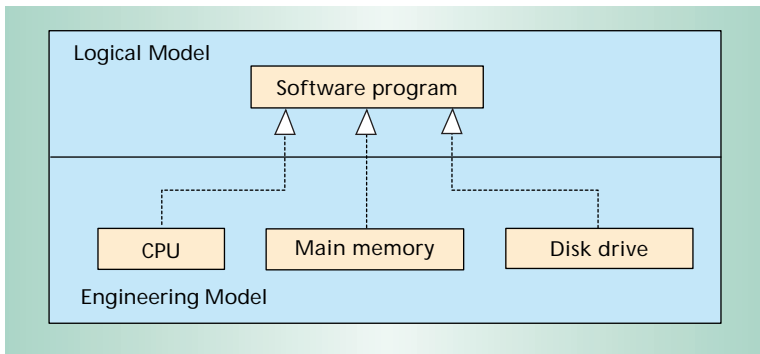 Logical Model
Software program
CPU
Main memory
Disk drive
Engineering Model